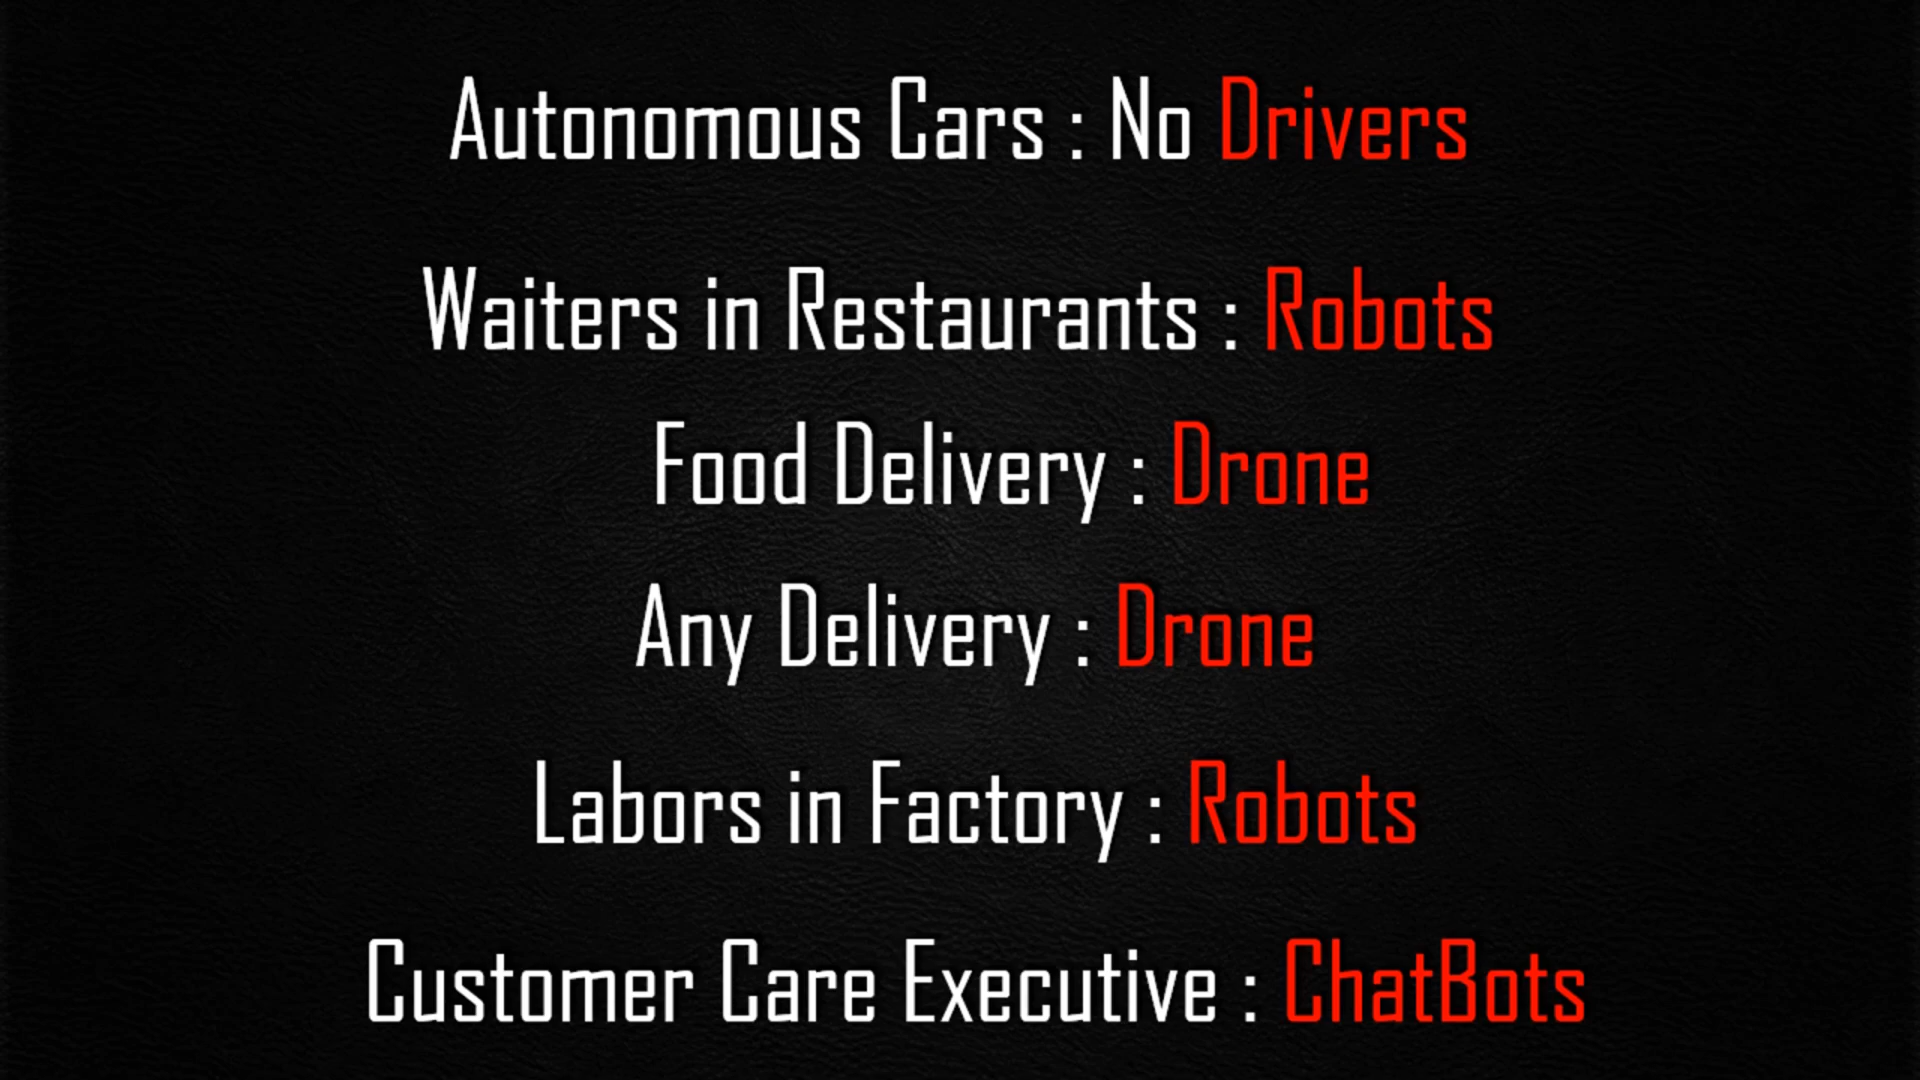 Autonomous Cars : No Drivers
Waiters in Restaurants : Robots
Food Delivery : Drone
Any Delivery : Drone
Labors in Factory : Robots
Customer Care Executive : ChatBots